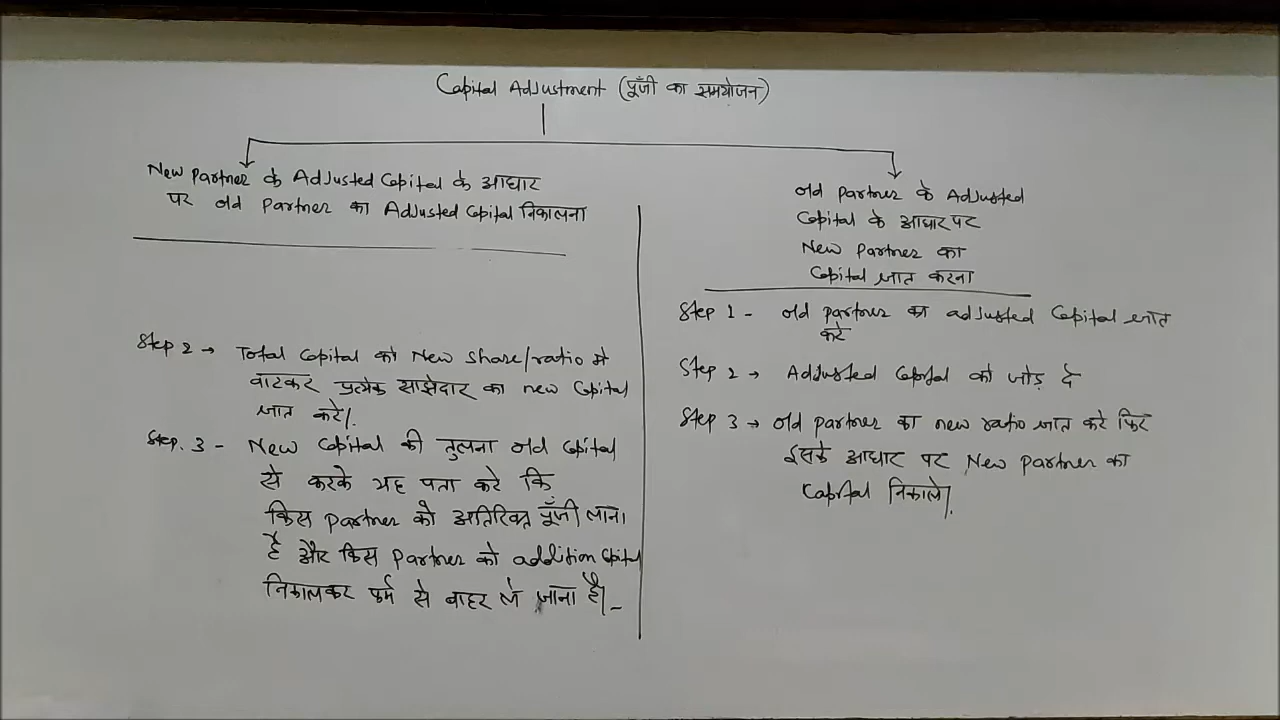 Capital Adjustment (पूँजी का समयोजन)
New Partner के Adjusted Capital के आधार
पर old Partner का Adjusted Capital निकालना
Step 2 → Total Capital को New share/ratio मे
वाटकर प्रत्येक साझेदार का new Capital
ज्ञात करे।
Step. 3 - New Capital की तुलना old Capital
से करके यह पता करे कि
किस Partner को अतिरिक्त पूँजी लाना
है और किस Partner को addition Capital
निकालकर फर्म से बाहर ले जाना है।
old Partner के Adjusted
Capital के आधार पर
New Partner का
Capital ज्ञात करना
Step 1 - old partner का adjusted Capital ज्ञात
करे
Step 2 → Adjusted Capital को जोड़ दे
Step 3 → old partner का new ratio ज्ञात करे फिर
इसके आधार पर New Partner का
Capital निकाले।